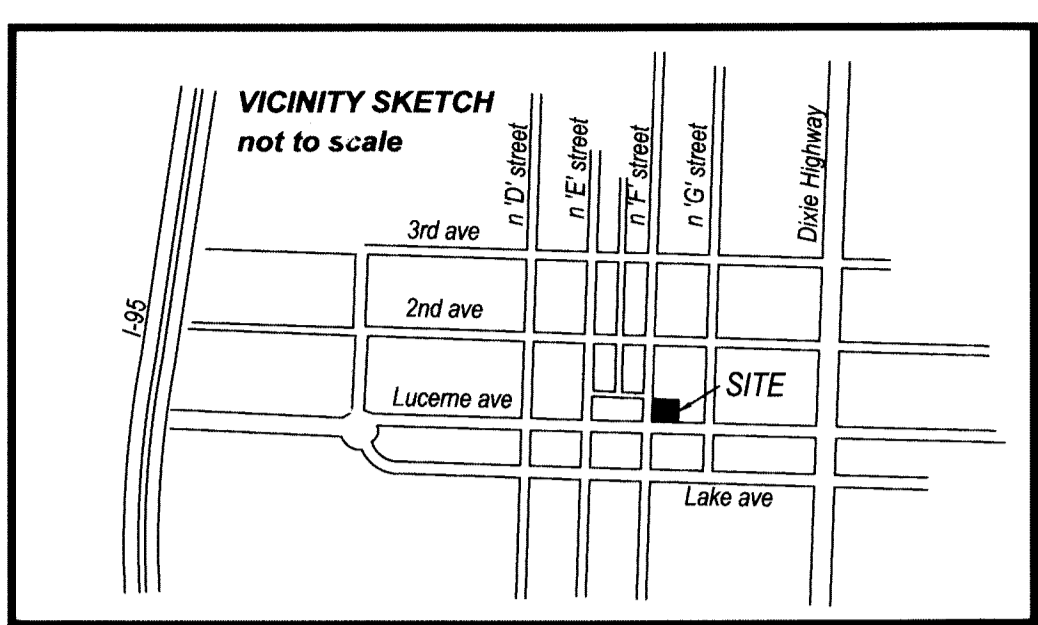 VICINITY SKETCH
not to scale
n 'D' street
n 'E' street
n 'F' street
n 'G' street
Dixie Highway
3rd ave
I-95
2nd ave
Lucerne ave
SITE
Lake ave